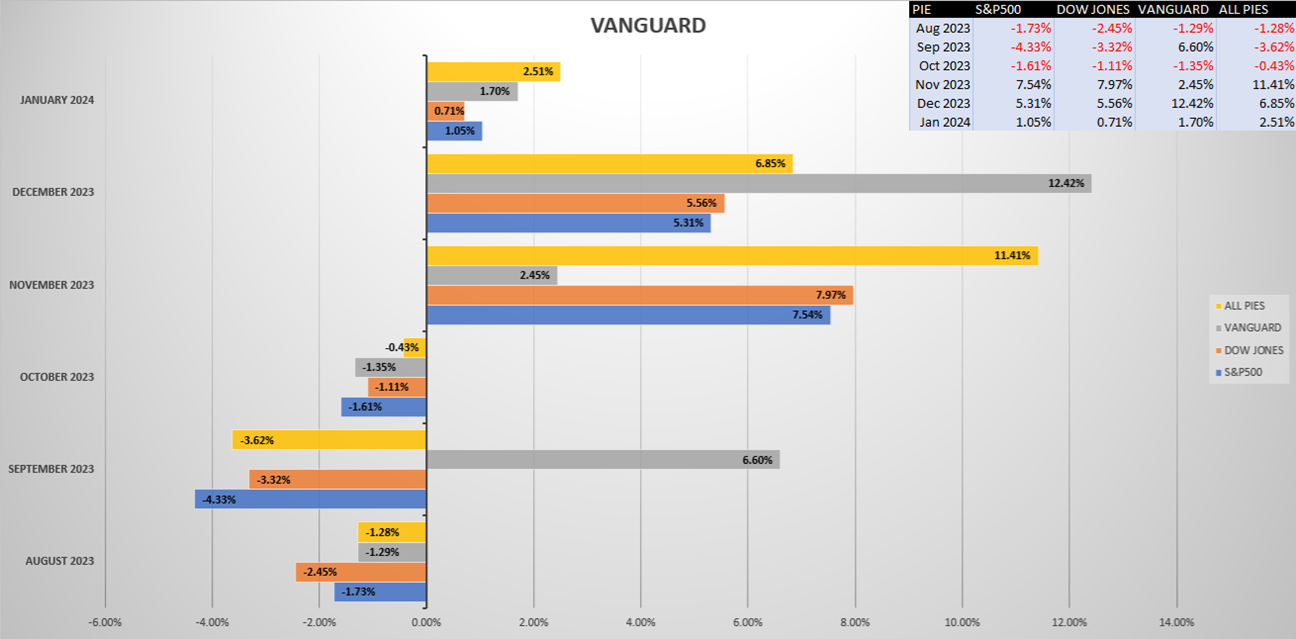 VANGUARD
PIE S&P500 DOW JONES VANGUARD ALL PIES
Aug 2023 -1.73% -2.45% -1.29% -1.28%
Sep 2023 -4.33% -3.32% 6.60% -3.62%
Oct 2023 -1.61% -1.11% -1.35% -0.43%
Nov 2023 7.54% 7.97% 2.45% 11.41%
Dec 2023 5.31% 5.56% 12.42% 6.85%
Jan 2024 1.05% 0.71% 1.70% 2.51%
JANUARY 2024
2.51%
1.70%
0.71%
1.05%
DECEMBER 2023
6.85%
12.42%
5.56%
5.31%
NOVEMBER 2023
11.41%
2.45%
7.97%
7.54%
OCTOBER 2023
-0.43%
-1.35%
-1.11%
-1.61%
SEPTEMBER 2023
-3.62%
6.60%
-3.32%
-4.33%
AUGUST 2023
-1.28%
-1.29%
-2.45%
-1.73%
ALL PIES
VANGUARD
DOW JONES
S&P500
-6.00% -4.00% -2.00% 0.00% 2.00% 4.00% 6.00% 8.00% 10.00% 12.00% 14.00%